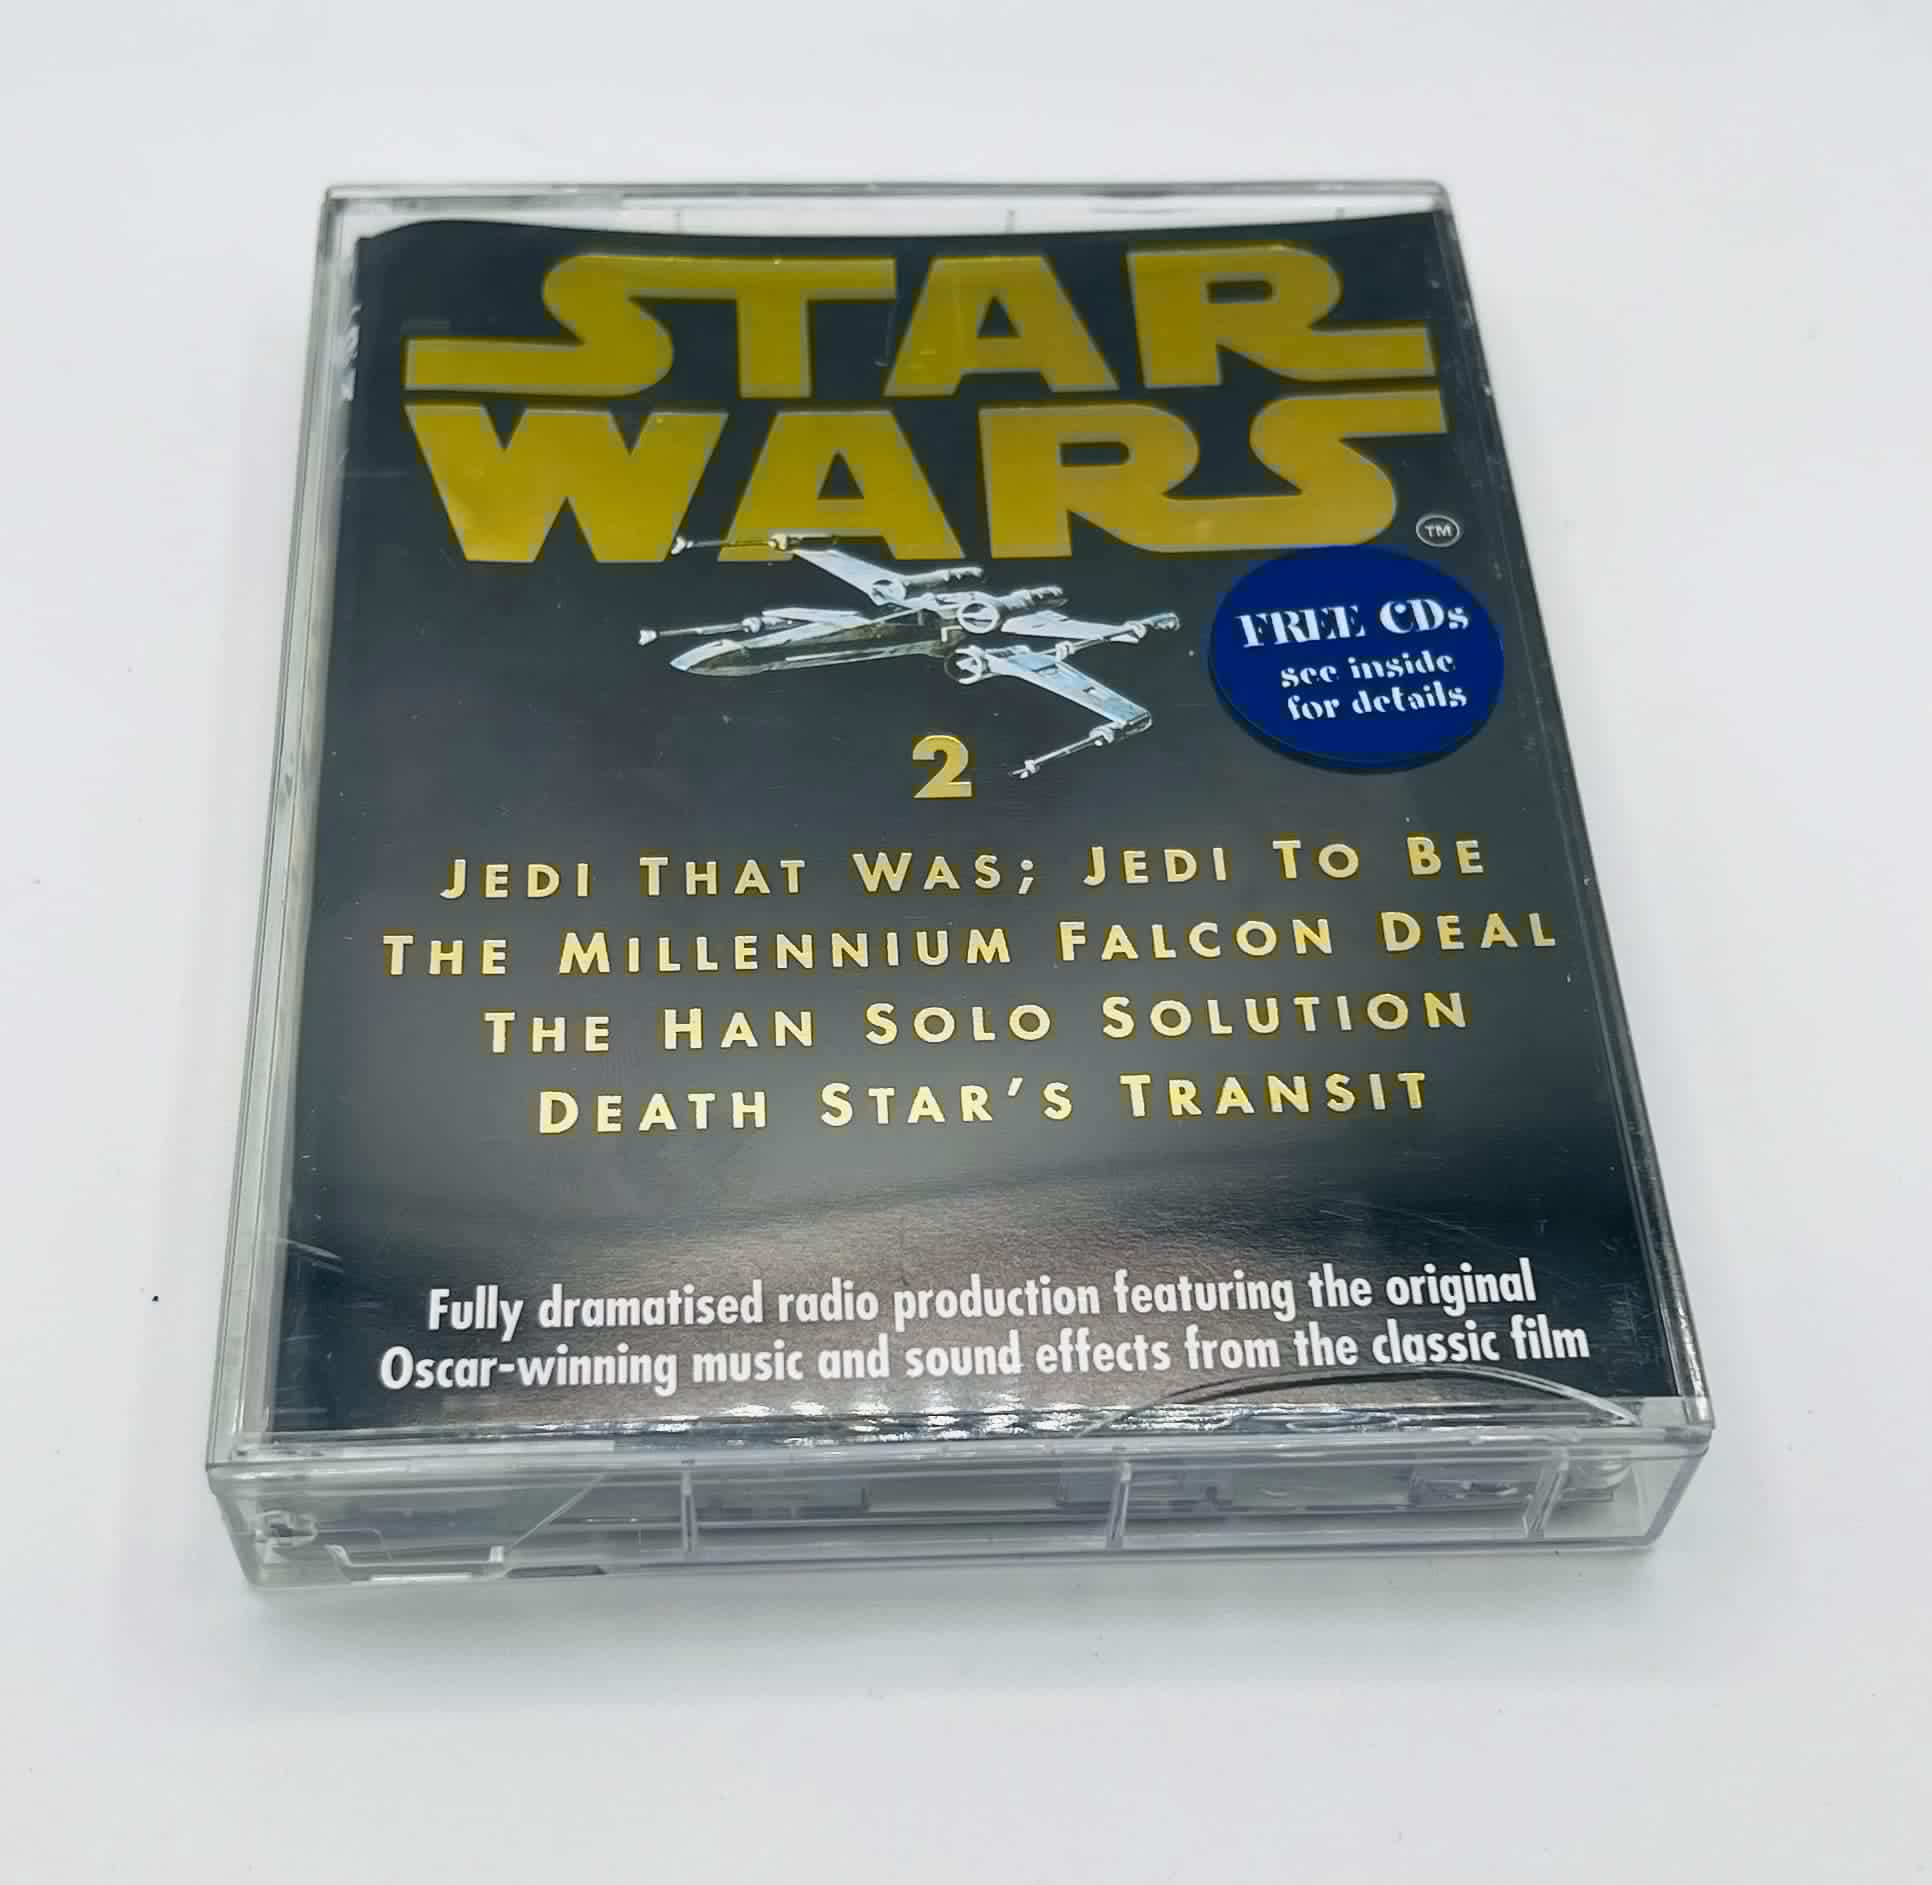 STAR
WARS
TM
FREE CDs
see inside
for details
2
JEDI THAT WAS; JEDI TO BE
THE MILLENNIUM FALCON DEAL
THE HAN SOLO SOLUTION
DEATH STAR'S TRANSIT
Fully dramatised radio production featuring the original
Oscar-winning music and sound effects from the classic film